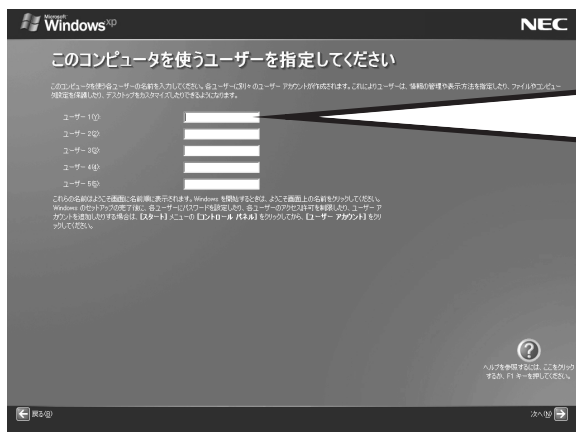 Microsoft
Windows xp
NEC
このコンピュータを使うユーザーを指定してください
このコンピュータを使う各ユーザーの名前を入力してください。各ユーザーに別々のユーザー アカウントが作成されます。これによりユーザーは、情報の管理や表示方法を指定したり、ファイルやコンピュー
タ設定を保護したり、デスクトップをカスタマイズしたりできるようになります。
ユーザー 1(Y):
ユーザー 2(2):
ユーザー 3(3):
ユーザー 4(4):
ユーザー 5(5):
これらの名前はようこそ画面に名前順に表示されます。Windows を開始するときは、ようこそ画面上の名前をクリックしてください。
Windows のセットアップの完了後に、各ユーザーにパスワードを設定したり、各ユーザーのアクセス許可を制限したり、ユーザー ア
カウントを追加したりする場合は、[スタート] メニューの [コントロール パネル] をクリックしてから、[ユーザー アカウント] をクリ
ックしてください。
ヘルプを参照するには、ここをクリック
するか、F1 キーを押してください。
戻る(B)
次へ(N)